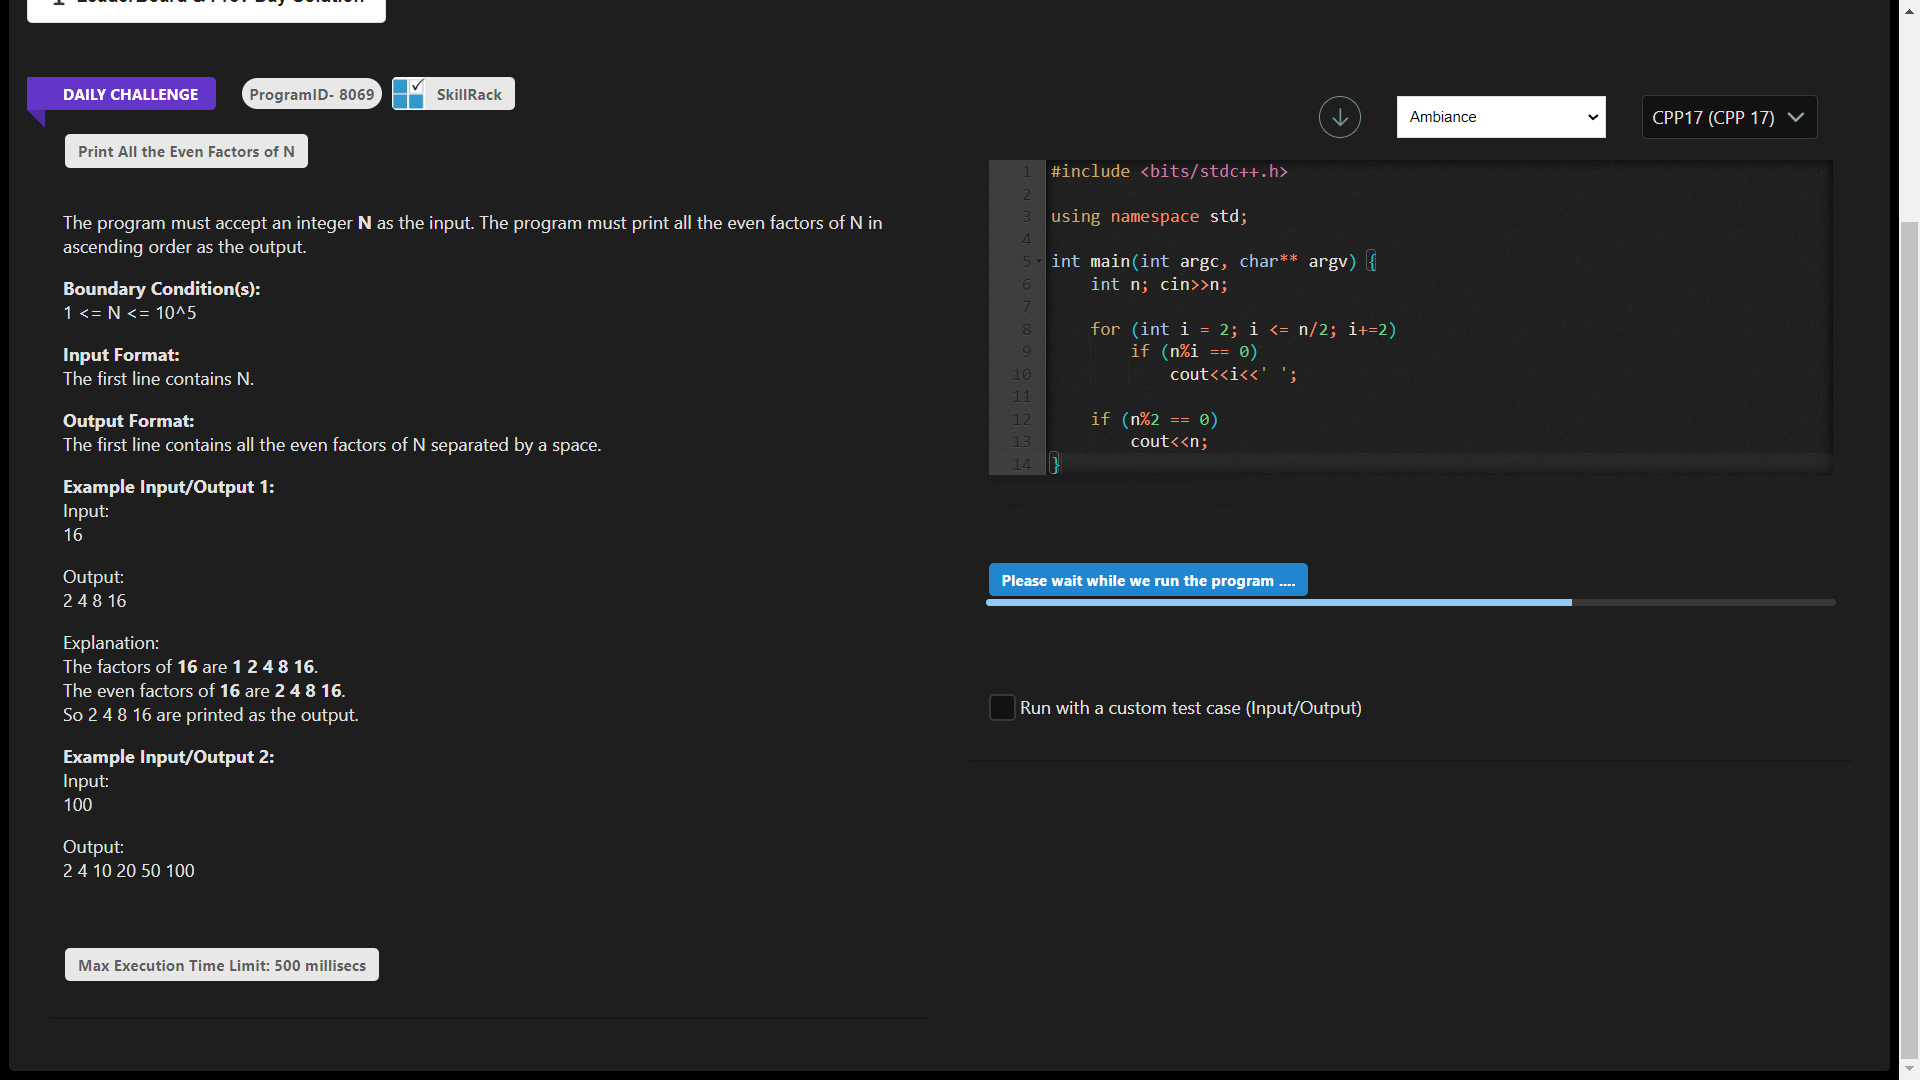 LeaderBoard & Prev Day Solution
DAILY CHALLENGE
ProgramID- 8069
SkillRack
Print All the Even Factors of N
The program must accept an integer N as the input. The program must print all the even factors of N in
ascending order as the output.
Boundary Condition(s):
1 <= N <= 10^5
Input Format:
The first line contains N.
Output Format:
The first line contains all the even factors of N separated by a space.
Example Input/Output 1:
Input:
16
Output:
2 4 8 16
Explanation:
The factors of 16 are 1 2 4 8 16.
The even factors of 16 are 2 4 8 16.
So 2 4 8 16 are printed as the output.
Example Input/Output 2:
Input:
100
Output:
2 4 10 20 50 100
Max Execution Time Limit: 500 millisecs
Ambiance
CPP17 (CPP 17)
1 #include <bits/stdc++.h>
2
3 using namespace std;
4
5 int main(int argc, char** argv) {
6     int n; cin>>n;
7
8     for (int i = 2; i <= n/2; i+=2)
9         if (n%i == 0)
10             cout<<i<<' ';
11
12     if (n%2 == 0)
13         cout<<n;
14 }
Please wait while we run the program ....
Run with a custom test case (Input/Output)